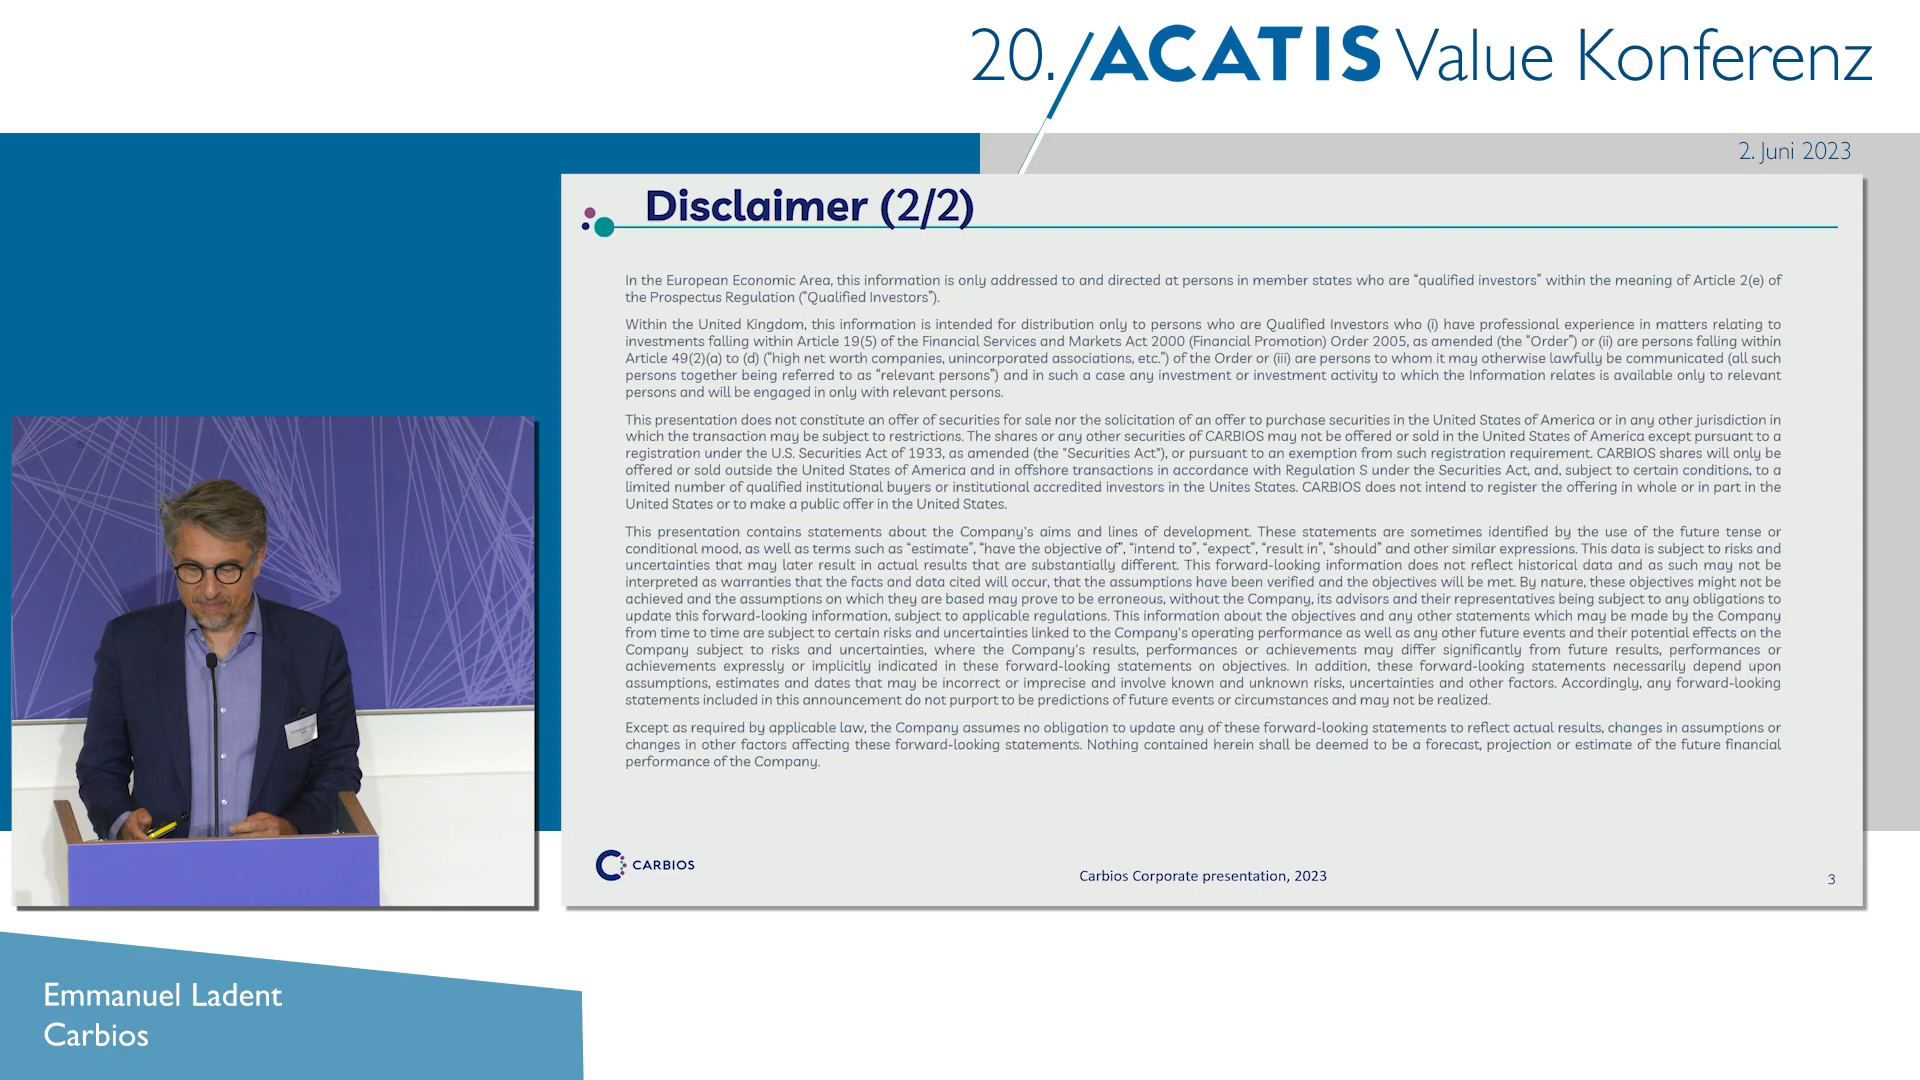 20. ACATIS Value Konferenz
2. Juni 2023
Disclaimer (2/2)
In the European Economic Area, this information is only addressed to and directed at persons in member states who are “qualified investors” within the meaning of Article 2(e) of
the Prospectus Regulation (“Qualified Investors”).
Within the United Kingdom, this information is intended for distribution only to persons who are Qualified Investors who (i) have professional experience in matters relating to
investments falling within Article 19(5) of the Financial Services and Markets Act 2000 (Financial Promotion) Order 2005, as amended (the “Order”) or (ii) are persons falling within
Article 49(2)(a) to (d) (“high net worth companies, unincorporated associations, etc.”) of the Order or (iii) are persons to whom it may otherwise lawfully be communicated (all such
persons together being referred to as “relevant persons”) and in such a case any investment or investment activity to which the Information relates is available only to relevant
persons and will be engaged in only with relevant persons.
This presentation does not constitute an offer of securities for sale nor the solicitation of an offer to purchase securities in the United States of America or in any other jurisdiction in
which the transaction may be subject to restrictions. The shares or any other securities of CARBIOS may not be offered or sold in the United States of America except pursuant to a
registration under the U.S. Securities Act of 1933, as amended (the "Securities Act"), or pursuant to an exemption from such registration requirement. CARBIOS shares will only be
offered or sold outside the United States of America and in offshore transactions in accordance with Regulation S under the Securities Act, and, subject to certain conditions, to a
limited number of qualified institutional buyers or institutional accredited investors in the Unites States. CARBIOS does not intend to register the offering in whole or in part in the
United States or to make a public offer in the United States.
This presentation contains statements about the Company's aims and lines of development. These statements are sometimes identified by the use of the future tense or
conditional mood, as well as terms such as “estimate”, “have the objective of”, “intend to”, “expect”, “result in”, “should” and other similar expressions. This data is subject to risks and
uncertainties that may later result in actual results that are substantially different. This forward-looking information does not reflect historical data and as such may not be
interpreted as warranties that the facts and data cited will occur, that the assumptions have been verified and the objectives will be met. By nature, these objectives might not be
achieved and the assumptions on which they are based may prove to be erroneous, without the Company, its advisors and their representatives being subject to any obligations to
update this forward-looking information, subject to applicable regulations. This information about the objectives and any other statements which may be made by the Company
from time to time are subject to certain risks and uncertainties linked to the Company's operating performance as well as any other future events and their potential effects on the
Company subject to risks and uncertainties, where the Company's results, performances or achievements may differ significantly from future results, performances or
achievements expressly or implicitly indicated in these forward-looking statements on objectives. In addition, these forward-looking statements necessarily depend upon
assumptions, estimates and dates that may be incorrect or imprecise and involve known and unknown risks, uncertainties and other factors. Accordingly, any forward-looking
statements included in this announcement do not purport to be predictions of future events or circumstances and may not be realized.
Except as required by applicable law, the Company assumes no obligation to update any of these forward-looking statements to reflect actual results, changes in assumptions or
changes in other factors affecting these forward-looking statements. Nothing contained herein shall be deemed to be a forecast, projection or estimate of the future financial
performance of the Company.
CARBIOS
Carbios Corporate presentation, 2023
3
Emmanuel Ladent
Carbios